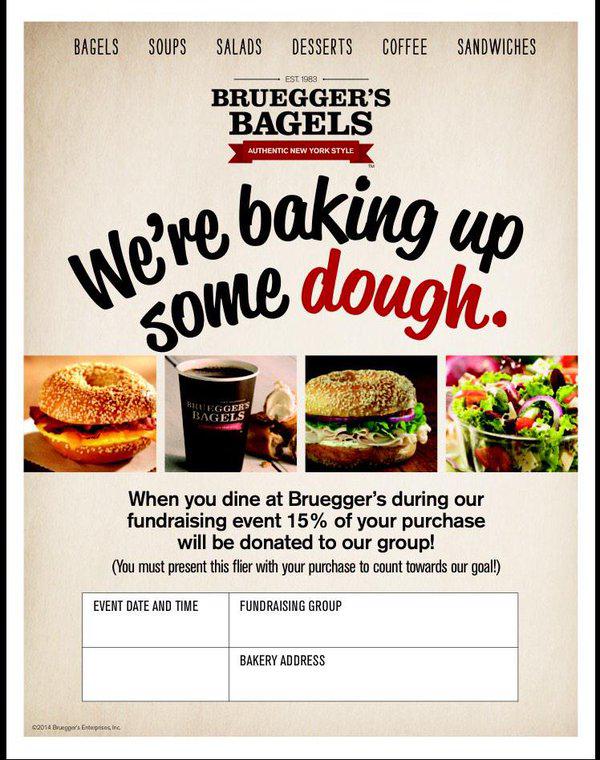 BAGELS SOUPS SALADS DESSERTS COFFEE SANDWICHES
EST. 1983
BRUEGGER'S
BAGELS
AUTHENTIC NEW YORK STYLE
TM
We're baking up
some dough.
BRUEGGER'S
BAGELS
When you dine at Bruegger's during our
fundraising event 15% of your purchase
will be donated to our group!
(You must present this flier with your purchase to count towards our goal!)
EVENT DATE AND TIME
FUNDRAISING GROUP
BAKERY ADDRESS
©2014 Bruegger's Enterprises, Inc.